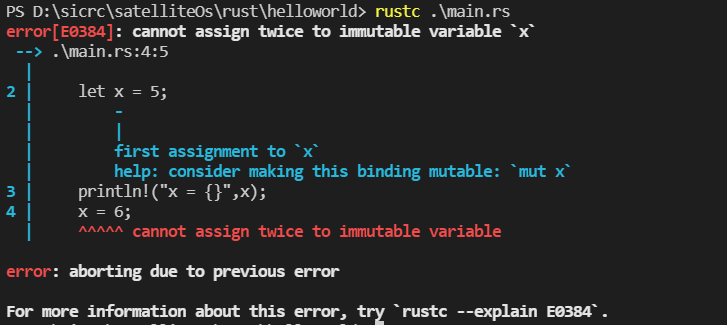 PS D:\sicrc\satelliteOs\rust\helloworld> rustc .\main.rs
error[E0384]: cannot assign twice to immutable variable `x`
 --> .\main.rs:4:5
  |
2 |     let x = 5;
  |         -
  |         |
  |         first assignment to `x`
  |         help: consider making this binding mutable: `mut x`
3 |     println!("x = {}",x);
4 |     x = 6;
  |     ^^^^^ cannot assign twice to immutable variable

error: aborting due to previous error

For more information about this error, try `rustc --explain E0384`.